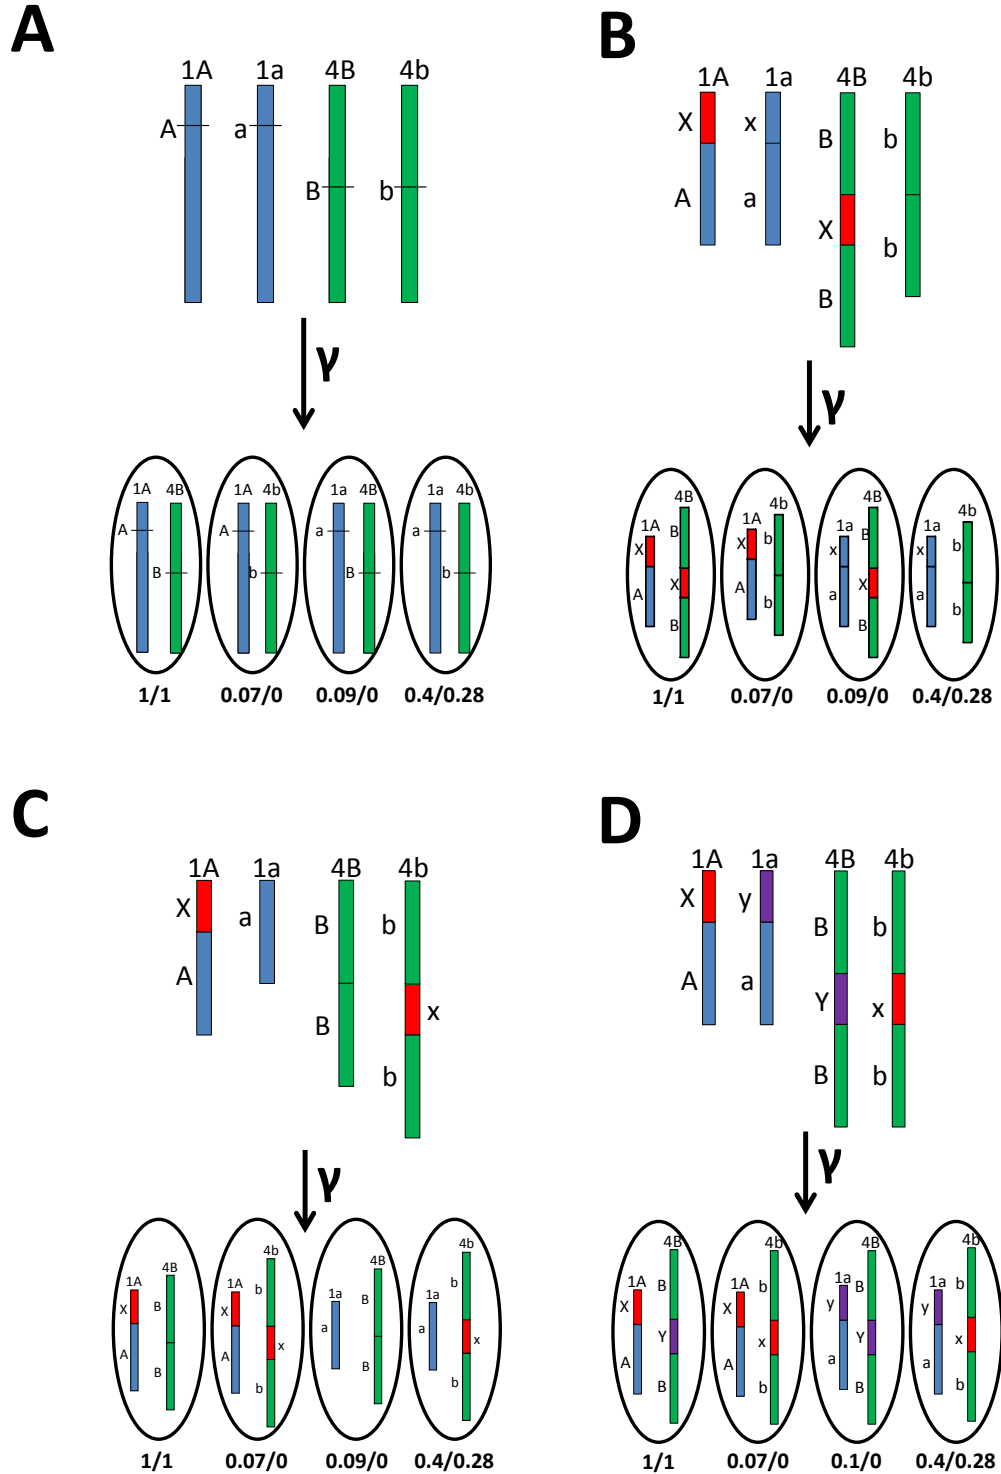 A
1A 1a 4B 4b
A a
B b
γ
1A 4B 1A 4b 1a 4B 1a 4b
A A a a
B b B b
1/1 0.07/0 0.09/0 0.4/0.28
B
1A 1a 4B 4b
X x B b
A a
X b
B
γ
4B 4b 4B 4b
1A 1A 1a 1a
X B X b x B x b
A X A b a X a b
B B
1/1 0.07/0 0.09/0 0.4/0.28
C
1A 1a 4B 4b
X a B b
A
B x
b
γ
1A 4B 1A 4b 1a 4B 1a 4b
X B X b a B a b
A B A x B x
b b
1/1 0.07/0 0.09/0 0.4/0.28
D
1A 1a 4B 4b
X y B b
A a Y x
B b
γ
1A 4B 1A 4b 1a 4B 1a 4b
X B X b y B y b
A Y A x a Y a x
B b B b
1/1 0.07/0 0.1/0 0.4/0.28